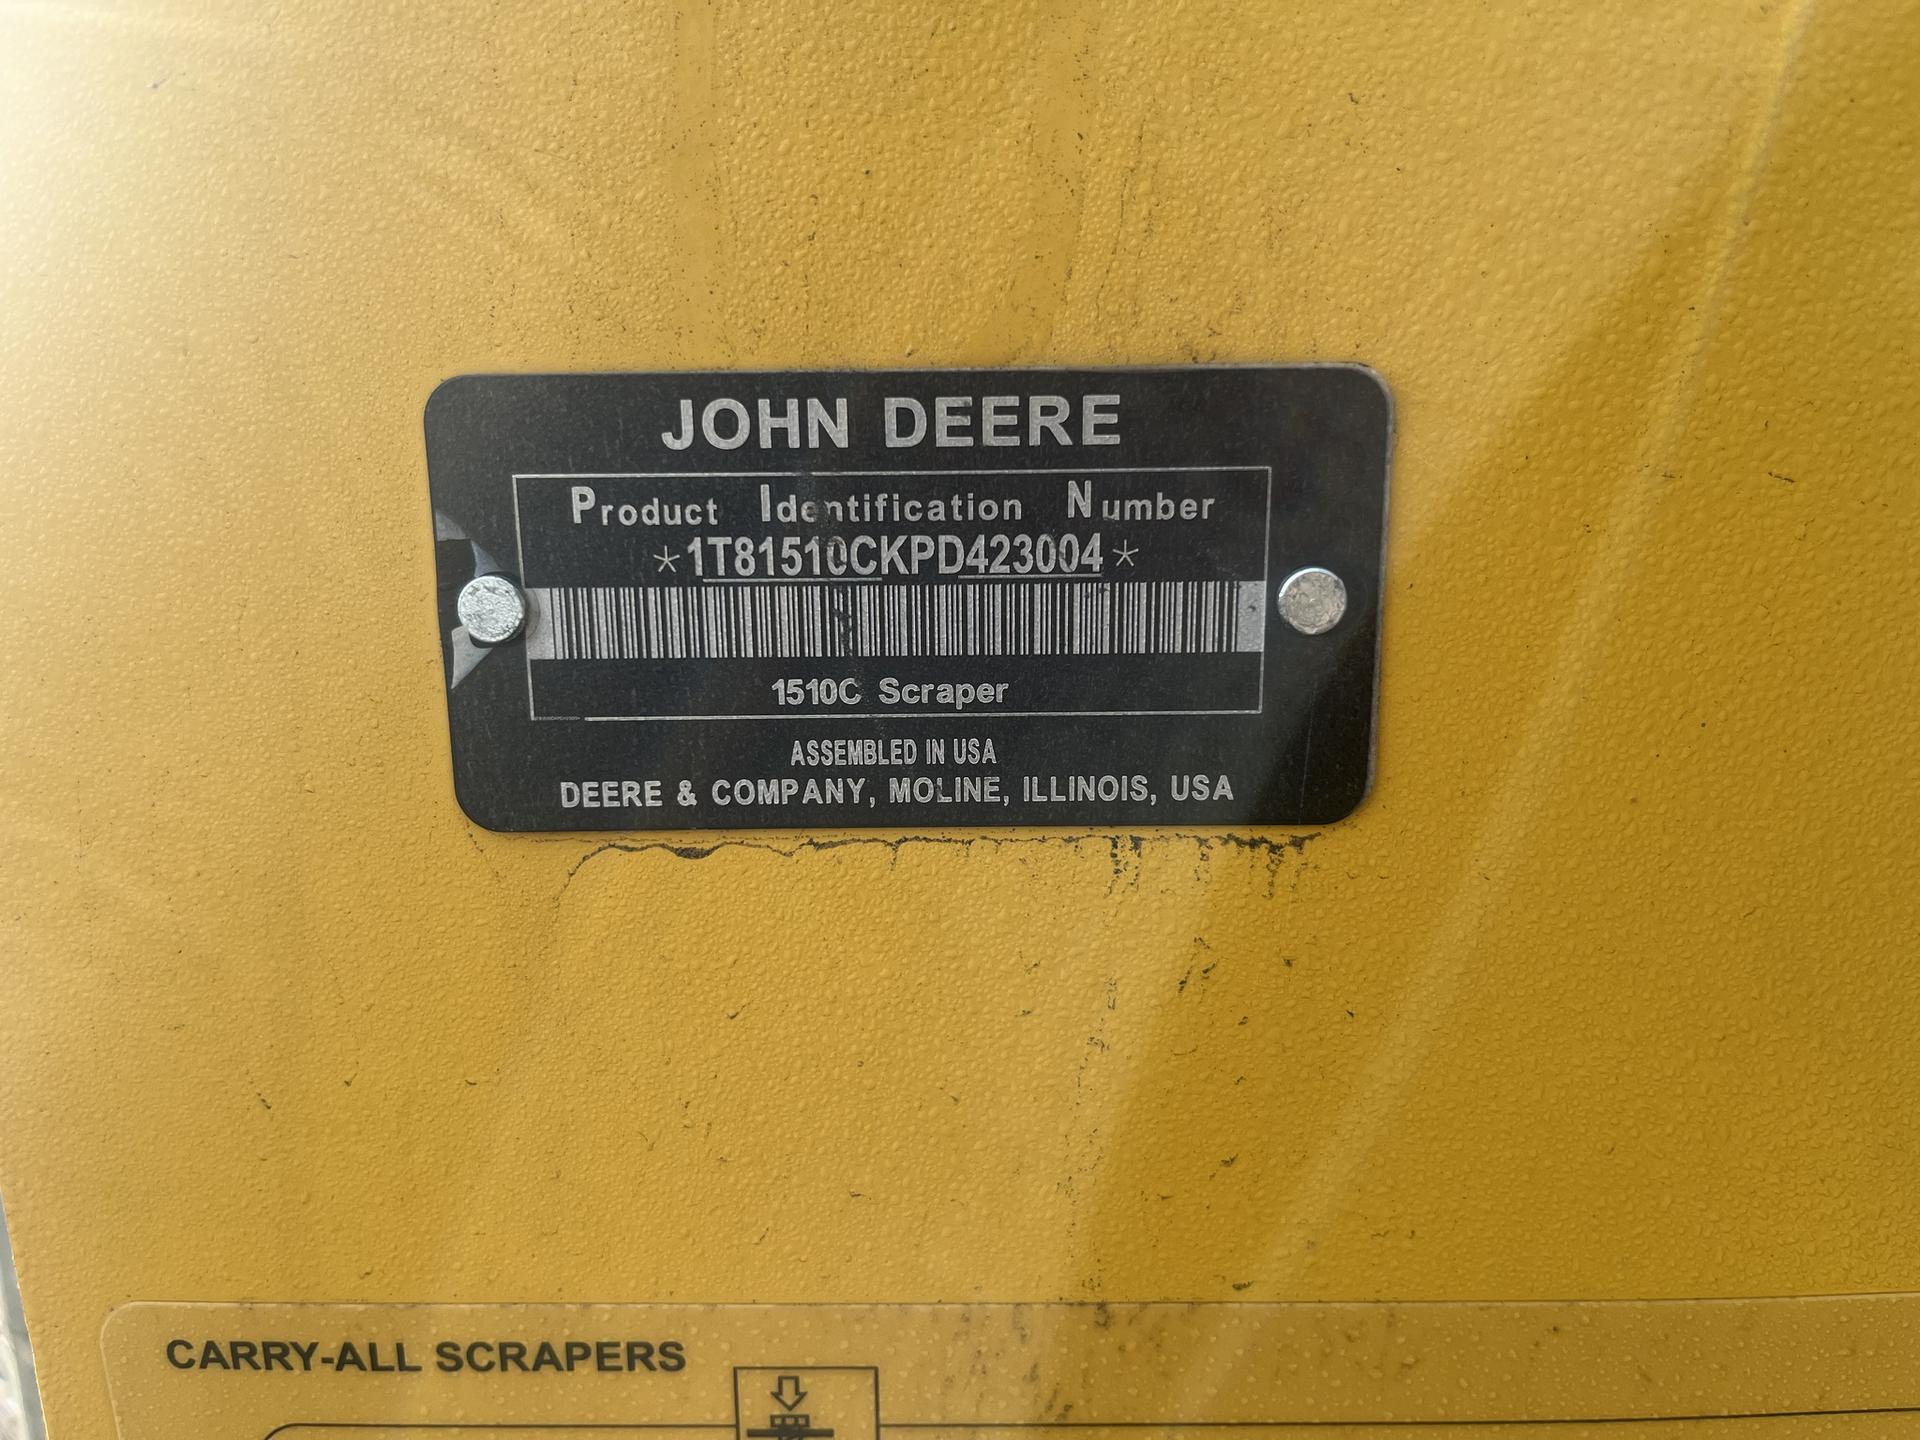 JOHN DEERE
Product Identification Number
*1T81510CKPD423004*
1510C Scraper
ASSEMBLED IN USA
DEERE & COMPANY, MOLINE, ILLINOIS, USA
CARRY-ALL SCRAPERS